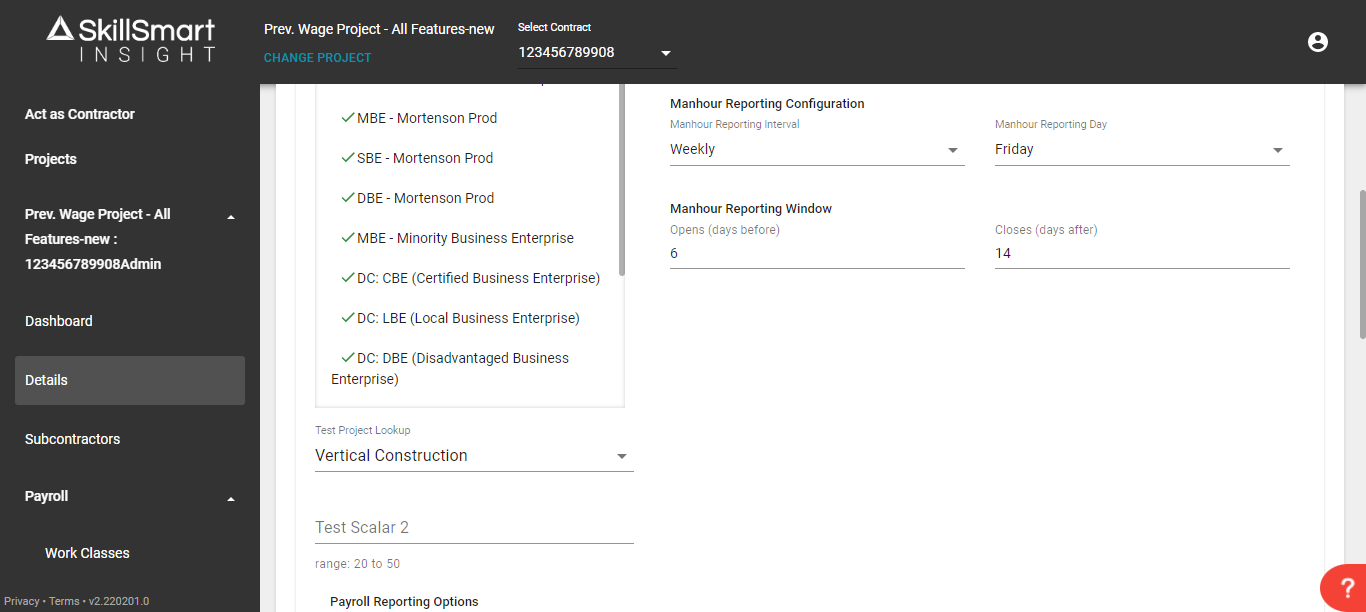 SkillSmart
INSIGHT
Prev. Wage Project - All Features-new
CHANGE PROJECT
Select Contract
123456789908
Act as Contractor
Projects
Prev. Wage Project - All
Features-new :
123456789908Admin
Dashboard
Details
Subcontractors
Payroll
Work Classes
Privacy • Terms • v2.220201.0
MBE - Mortenson Prod
SBE - Mortenson Prod
DBE - Mortenson Prod
MBE - Minority Business Enterprise
DC: CBE (Certified Business Enterprise)
DC: LBE (Local Business Enterprise)
DC: DBE (Disadvantaged Business
Enterprise)
Test Project Lookup
Vertical Construction
Test Scalar 2
range: 20 to 50
Payroll Reporting Options
Manhour Reporting Configuration
Manhour Reporting Interval
Weekly
Manhour Reporting Day
Friday
Manhour Reporting Window
Opens (days before)
6
Closes (days after)
14
?